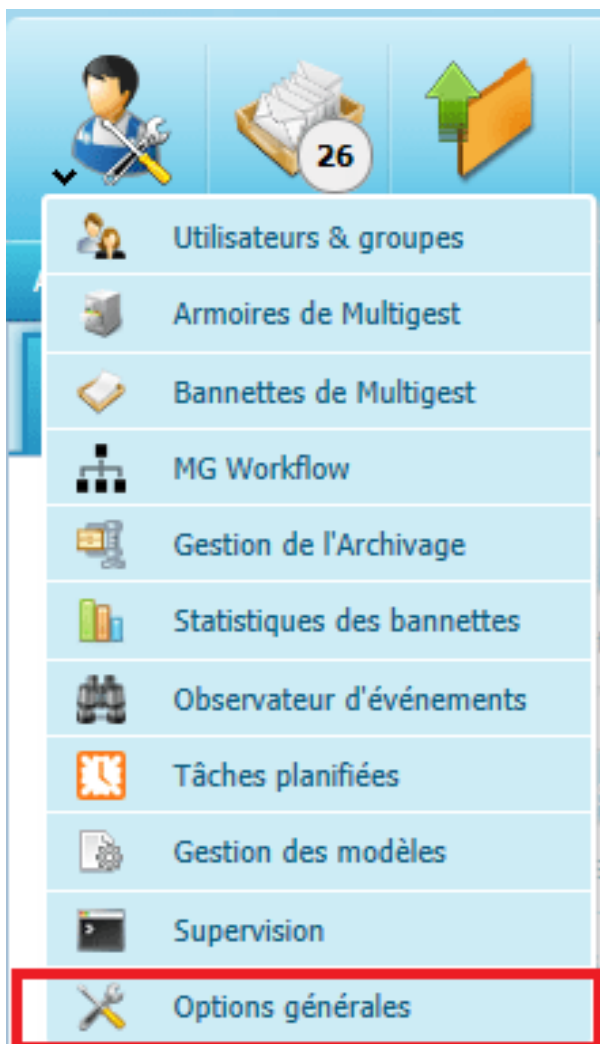 26
Utilisateurs & groupes
Armoires de Multigest
Bannettes de Multigest
MG Workflow
Gestion de l'Archivage
Statistiques des bannettes
Observateur d'événements
Tâches planifiées
Gestion des modèles
Supervision
Options générales